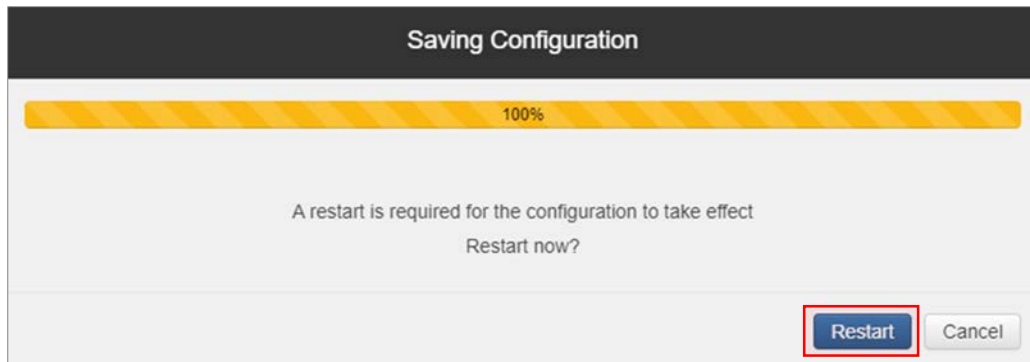 Saving Configuration
100%
A restart is required for the configuration to take effect
Restart now?
Restart Cancel